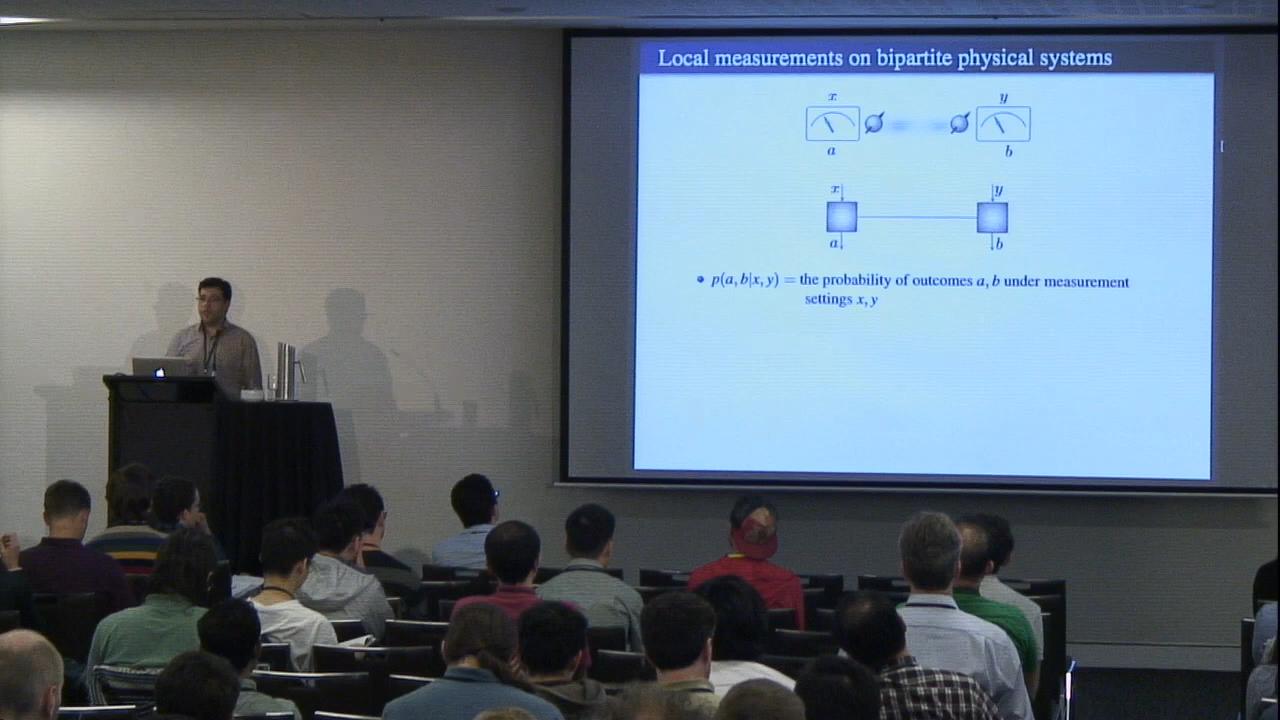 Local measurements on bipartite physical systems
x y
a b
x y
a b
p(a, b|x, y) = the probability of outcomes a, b under measurement
settings x, y